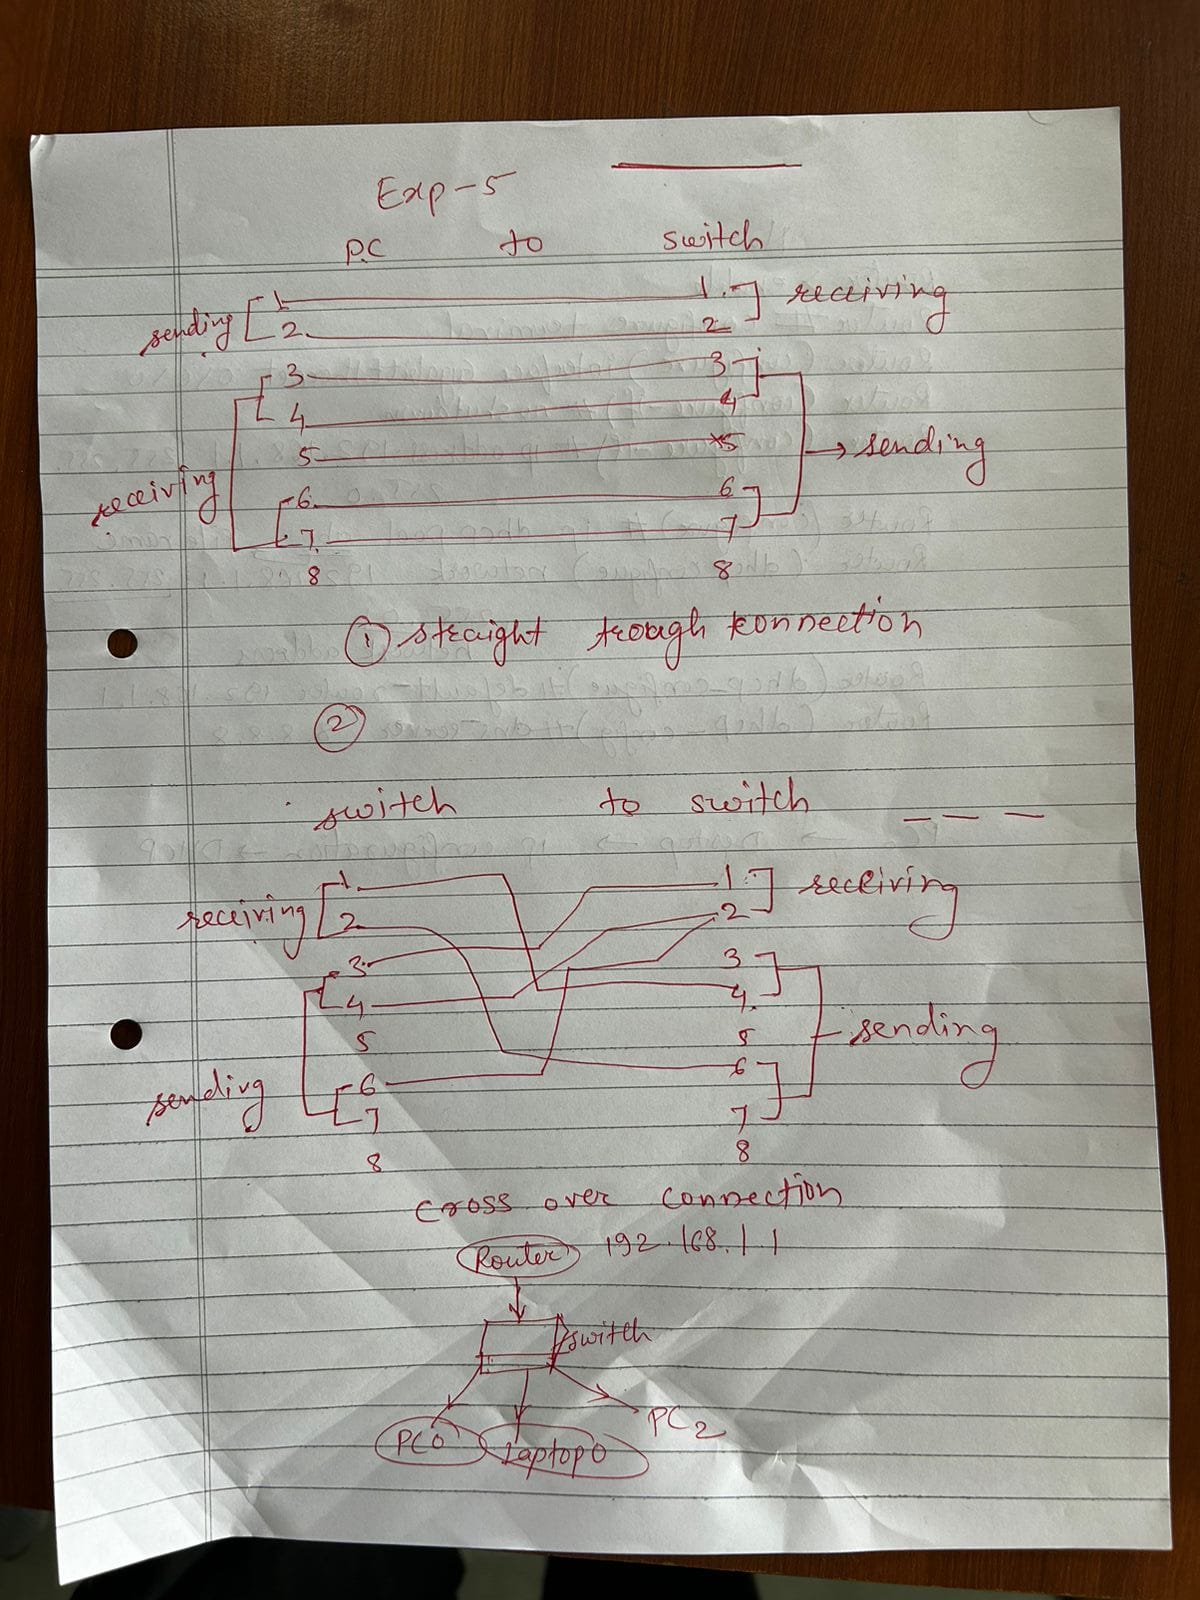 Exp-5
P.C to switch
sending 1 1. receiving
2. 2
3 3
4 4
receiving 5 5 sending
6 6
7 7
8 8
① straight trough konnection
②
switch to switch _ _ _
receiving 1 1 receiving
2 2
3 3
4 4
5 5 sending
sending 6 6
7 7
8 8
cross over connection
Router 192.168.1.1
switch
PC0 Laptop0 PC2